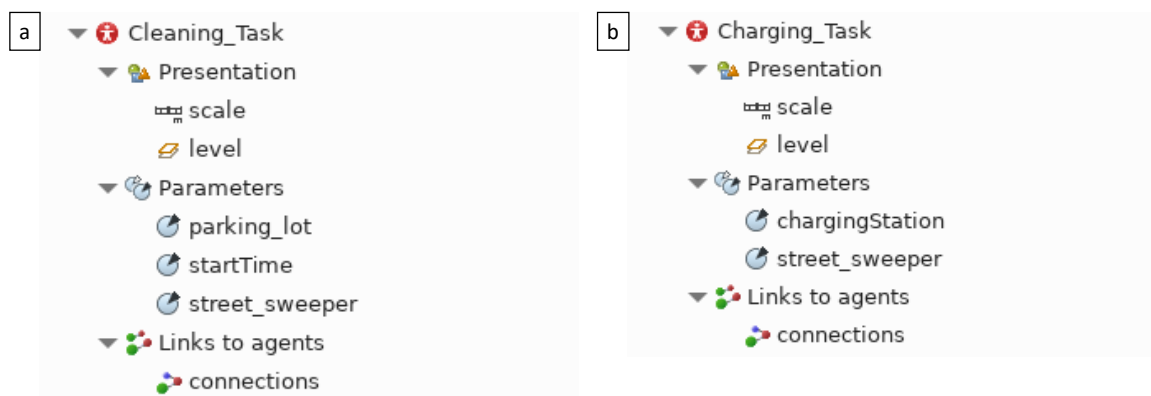 a
Cleaning_Task
Presentation
scale
level
Parameters
parking_lot
startTime
street_sweeper
Links to agents
connections
b
Charging_Task
Presentation
scale
level
Parameters
chargingStation
street_sweeper
Links to agents
connections